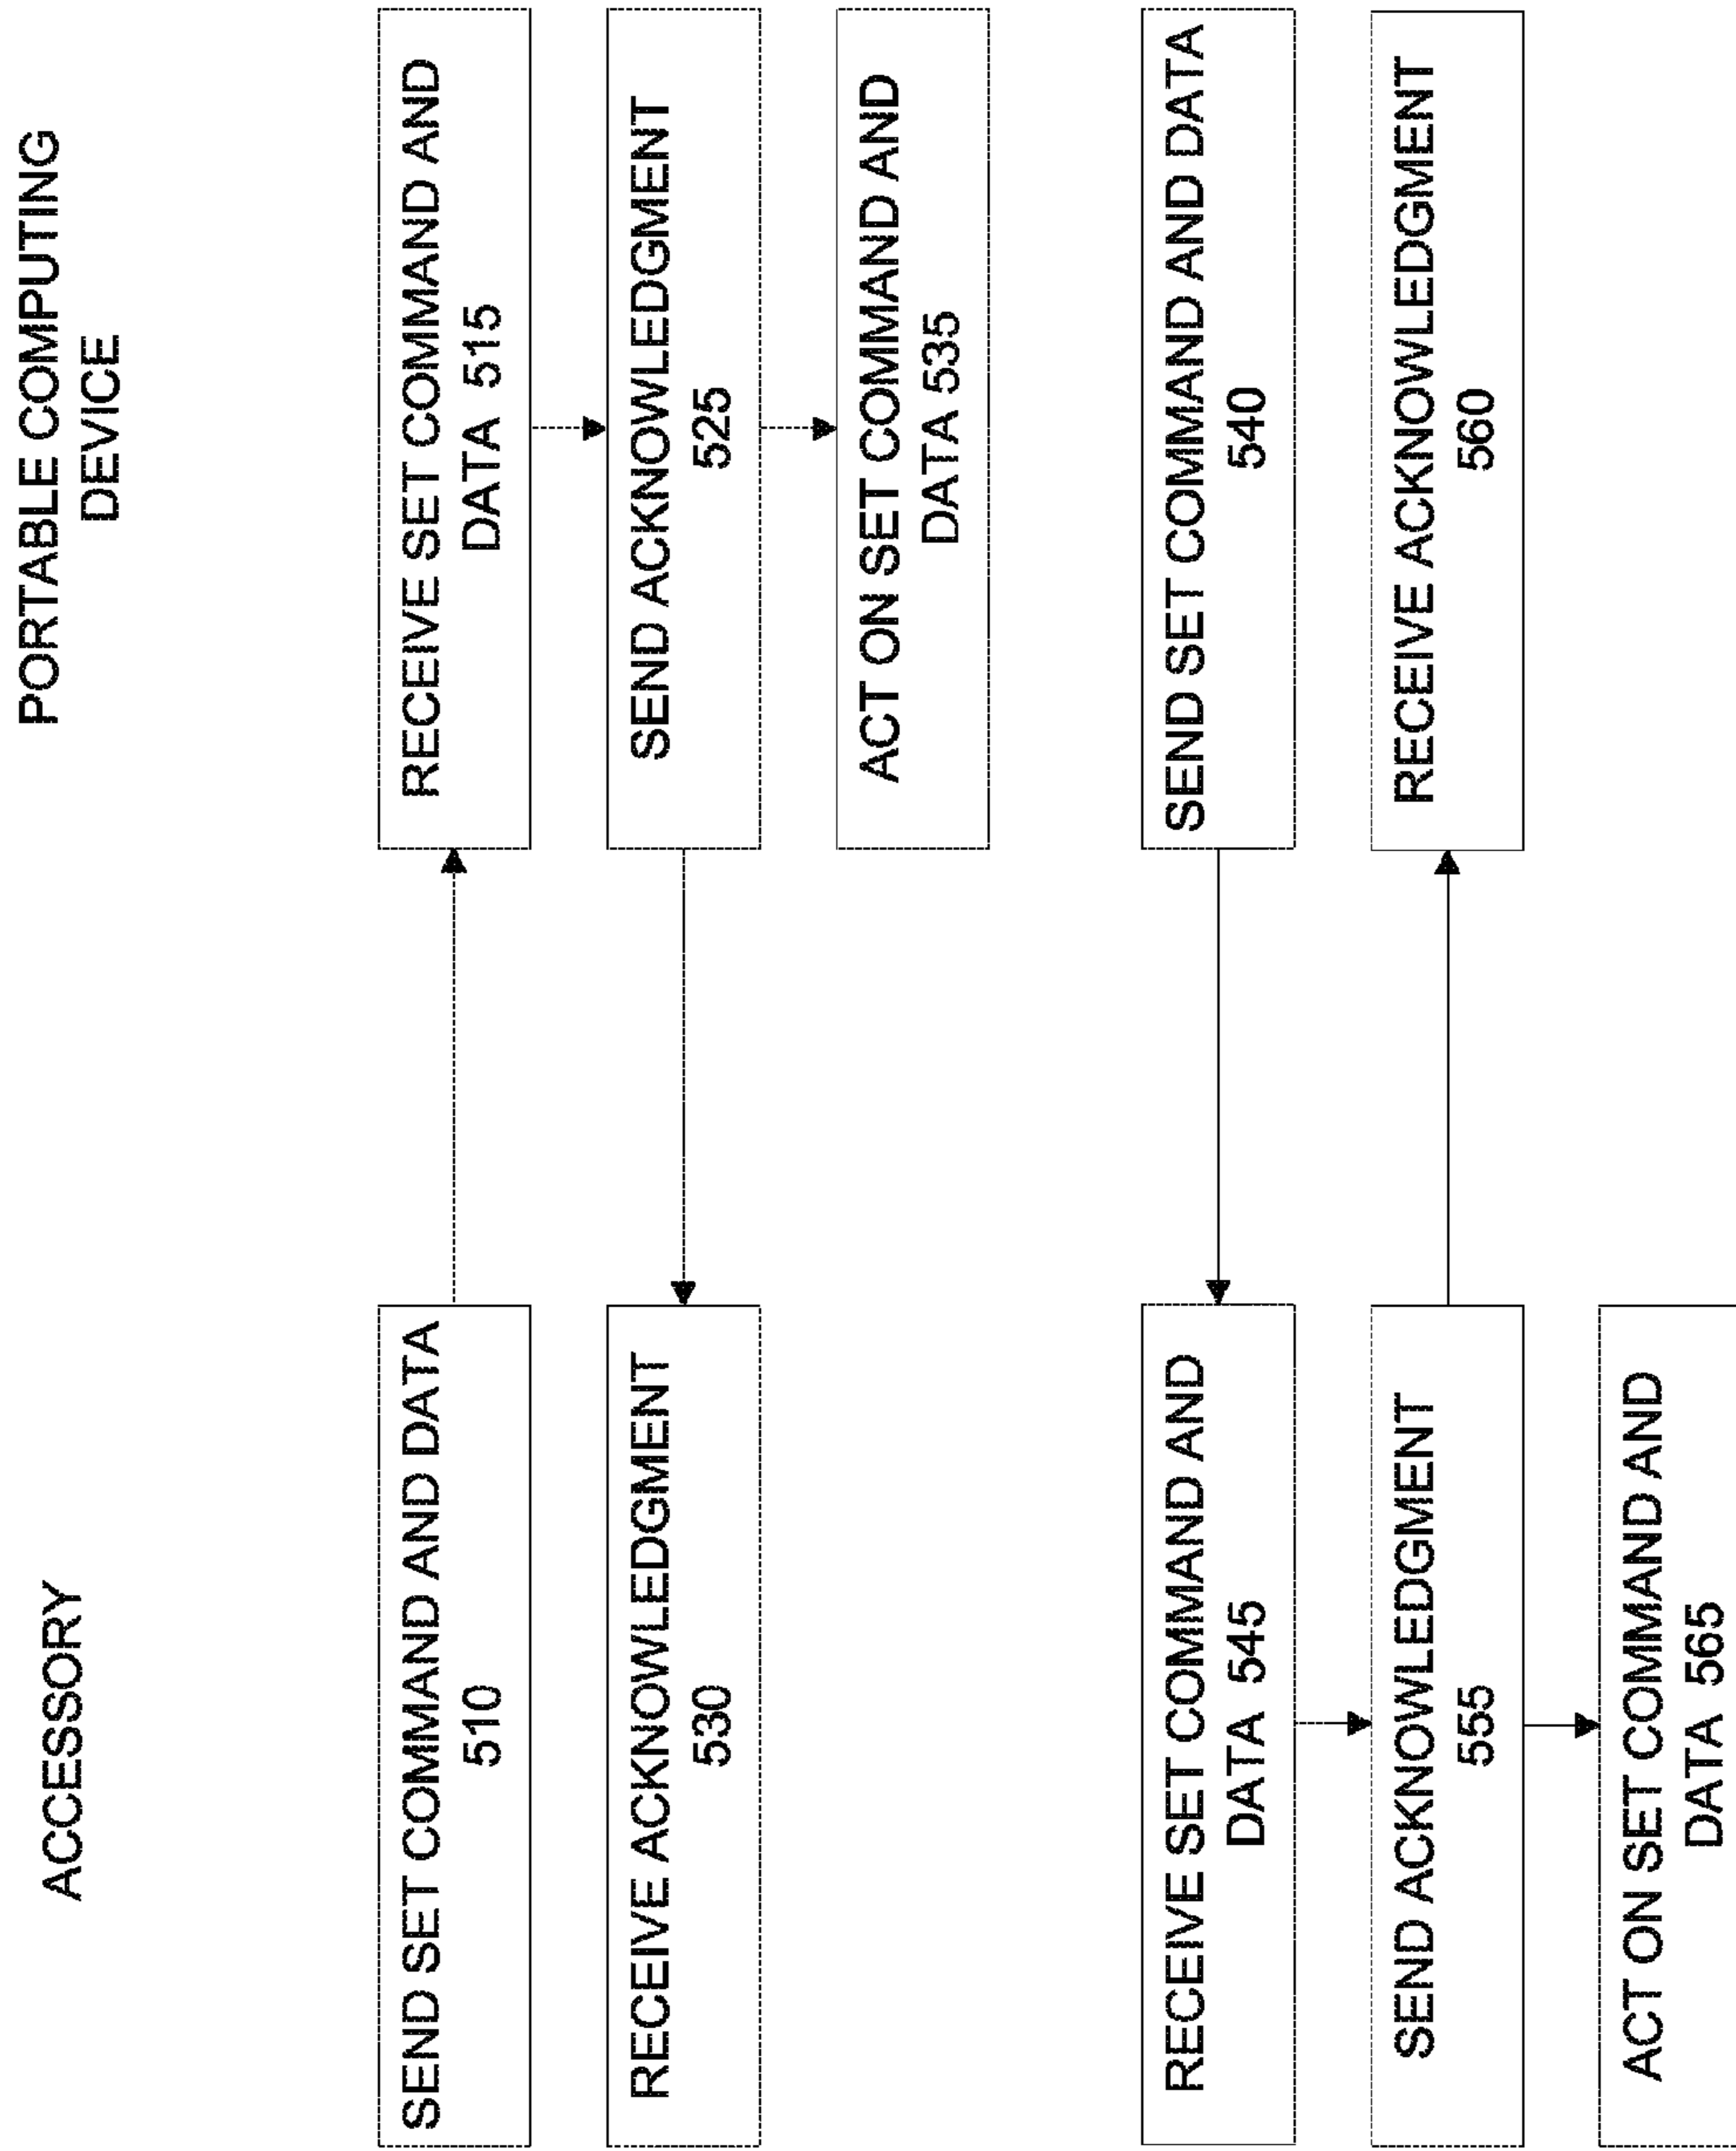 ACCESSORY
PORTABLE COMPUTING
DEVICE
SEND SET COMMAND AND DATA
510
RECEIVE SET COMMAND AND
DATA 515
RECEIVE ACKNOWLEDGMENT
530
SEND ACKNOWLEDGMENT
525
ACT ON SET COMMAND AND
DATA 535
RECEIVE SET COMMAND AND
DATA 545
SEND SET COMMAND AND DATA
540
SEND ACKNOWLEDGMENT
555
RECEIVE ACKNOWLEDGMENT
560
ACT ON SET COMMAND AND
DATA 565